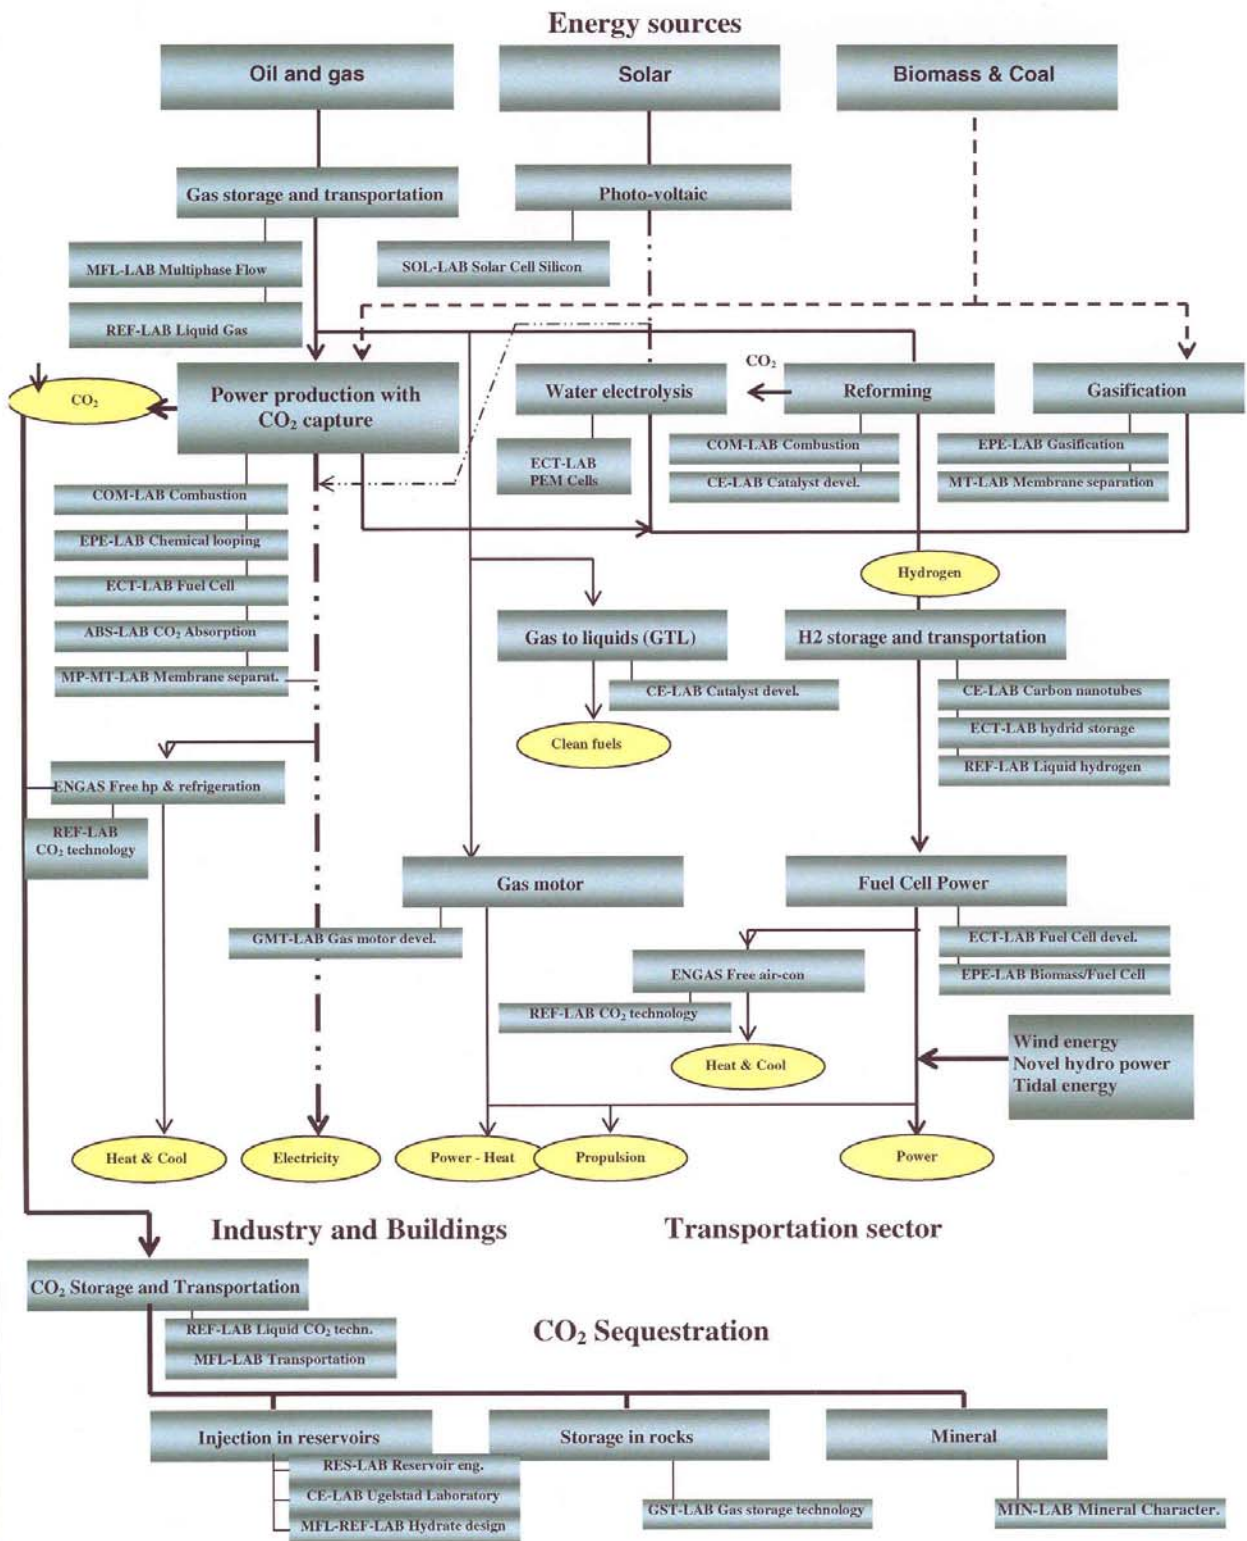 Energy sources
Oil and gas
Solar
Biomass & Coal
Gas storage and transportation
Photo-voltaic
MFL-LAB Multiphase Flow
SOL-LAB Solar Cell Silicon
REF-LAB Liquid Gas
CO₂
Power production with
CO₂ capture
Water electrolysis
CO₂
Reforming
Gasification
ECT-LAB
PEM Cells
COM-LAB Combustion
CE-LAB Catalyst devel.
EPE-LAB Gasification
MT-LAB Membrane separation
COM-LAB Combustion
EPE-LAB Chemical looping
ECT-LAB Fuel Cell
ABS-LAB CO₂ Absorption
MP-MT-LAB Membrane separat.
Hydrogen
Gas to liquids (GTL)
H2 storage and transportation
CE-LAB Catalyst devel.
CE-LAB Carbon nanotubes
ECT-LAB hydrid storage
REF-LAB Liquid hydrogen
Clean fuels
ENGAS Free hp & refrigeration
REF-LAB
CO₂ technology
Gas motor
Fuel Cell Power
GMT-LAB Gas motor devel.
ECT-LAB Fuel Cell devel.
EPE-LAB Biomass/Fuel Cell
ENGAS Free air-con
REF-LAB CO₂ technology
Heat & Cool
Wind energy
Novel hydro power
Tidal energy
Heat & Cool
Electricity
Power - Heat
Propulsion
Power
Industry and Buildings
Transportation sector
CO₂ Storage and Transportation
REF-LAB Liquid CO₂ techn.
MFL-LAB Transportation
CO₂ Sequestration
Injection in reservoirs
Storage in rocks
Mineral
RES-LAB Reservoir eng.
CE-LAB Ugelstad Laboratory
MFL-REF-LAB Hydrate design
GST-LAB Gas storage technology
MIN-LAB Mineral Character.